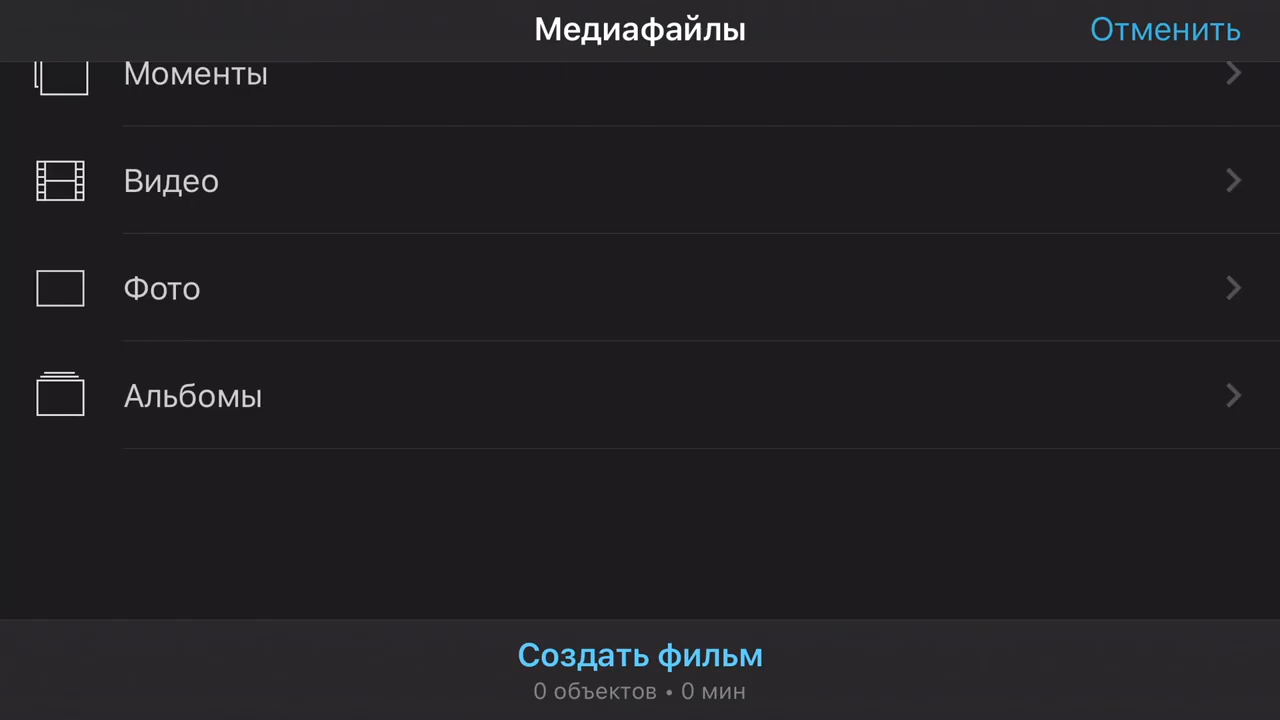 Медиафайлы
Отменить
Моменты
Видео
Фото
Альбомы
Создать фильм
0 объектов • 0 мин